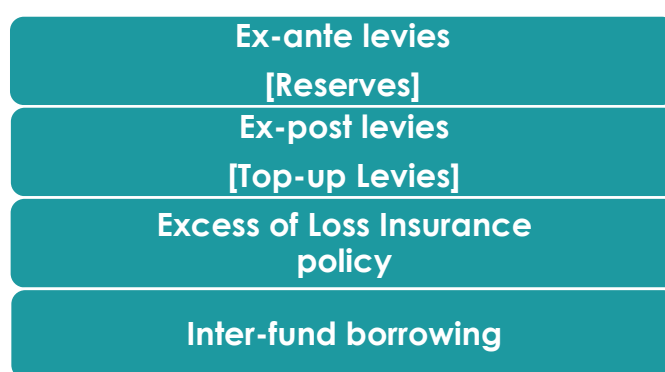 Ex-ante levies
[Reserves]
Ex-post levies
[Top-up Levies]
Excess of Loss Insurance
policy
Inter-fund borrowing